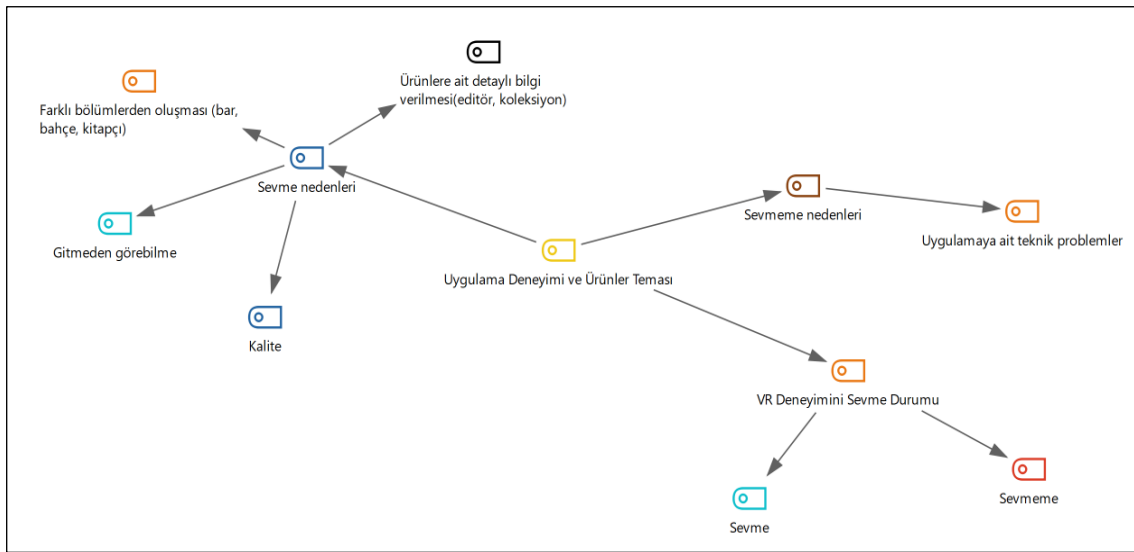 Ürünlere ait detaylı bilgi
verilmesi(editör, koleksiyon)
Farklı bölümlerden oluşması (bar,
bahçe, kitapçı)
Sevme nedenleri
Sevmeme nedenleri
Uygulamaya ait teknik problemler
Gitmeden görebilme
Uygulama Deneyimi ve Ürünler Teması
Kalite
VR Deneyimini Sevme Durumu
Sevmeme
Sevme